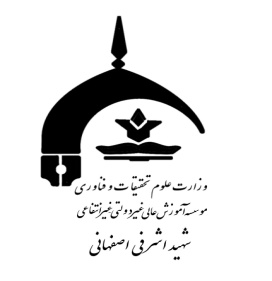 وزارت علوم تحقیقات و فناوری
موسسه آموزش عالی غیردولتی غیرانتفاعی
شهید اشرفی اصفهانی